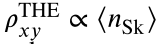 ρ_{xy}^{THE} ∝ ⟨n_{Sk}⟩